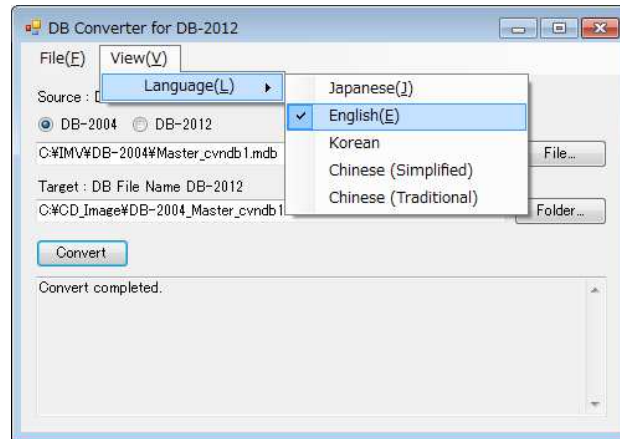 DB Converter for DB-2012
File(F) View(V)
Language(L)
Japanese(J)
English(E)
Korean
Chinese (Simplified)
Chinese (Traditional)
Source :
DB-2004 DB-2012
C:¥IMV¥DB-2004¥Master_cvndb1.mdb File...
Target : DB File Name DB-2012
C:¥CD_Image¥DB-2004_Master_cvndb1 Folder...
Convert
Convert completed.